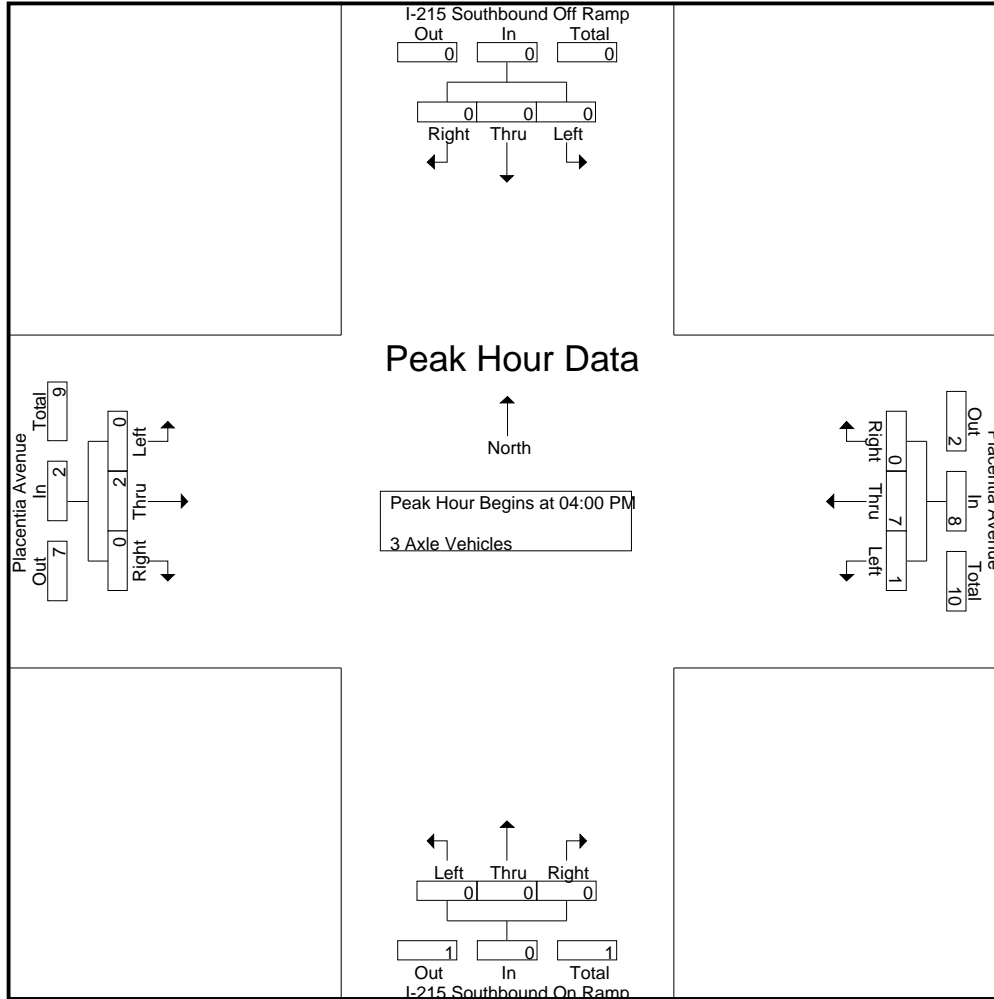 I-215 Southbound Off Ramp
Out In Total
0 0 0
0 0 0
Right Thru Left
Peak Hour Data
North
Peak Hour Begins at 04:00 PM
3 Axle Vehicles
Placentia Avenue
Out In Total
7 2 9
Left Thru Right
0 2 0
Placentia Avenue
Out In Total
2 8 10
Right Thru Left
0 7 1
Left Thru Right
0 0 0
1 0 1
Out In Total
I-215 Southbound On Ramp